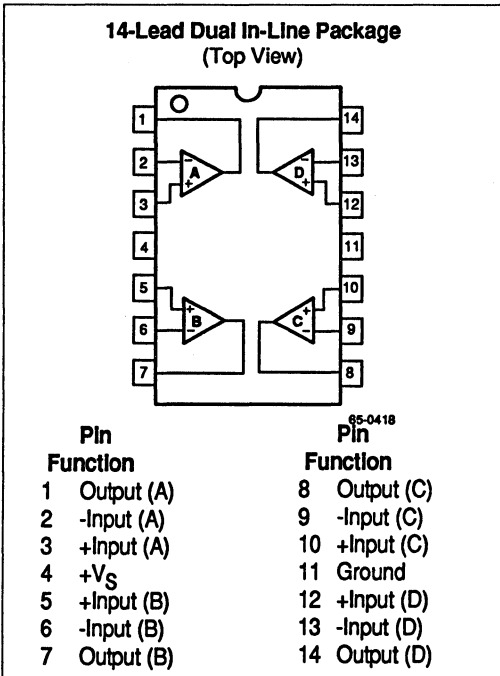 14-Lead Dual In-Line Package
(Top View)
1
14
2
13
3
12
4
11
5
10
6
9
7
8
-
+
A
-
+
D
+
-
B
+
-
C
65-0418
Pin
Function
1 Output (A)
2 -Input (A)
3 +Input (A)
4 +VS
5 +Input (B)
6 -Input (B)
7 Output (B)
Pin
Function
8 Output (C)
9 -Input (C)
10 +Input (C)
11 Ground
12 +Input (D)
13 -Input (D)
14 Output (D)